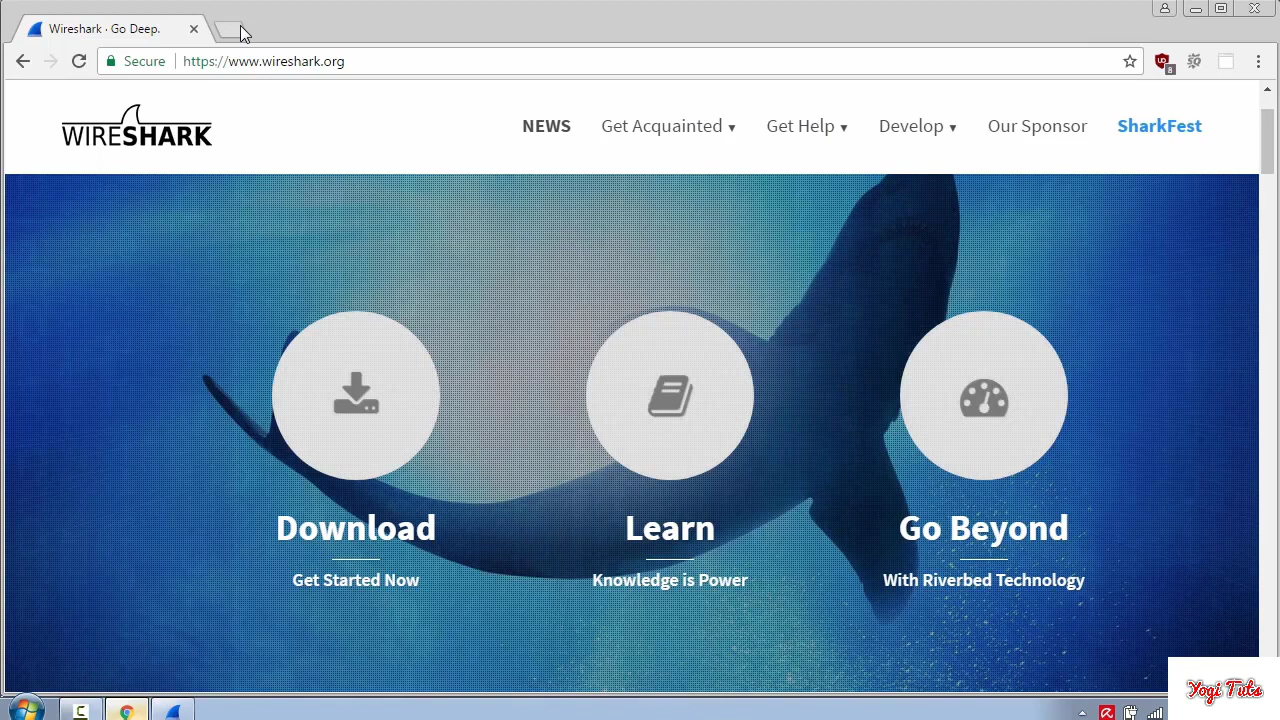 Wireshark · Go Deep.
Secure
https://www.wireshark.org
8
WIRESHARK
NEWS
Get Acquainted ▼
Get Help ▼
Develop ▼
Our Sponsor
SharkFest
Download
Get Started Now
Learn
Knowledge is Power
Go Beyond
With Riverbed Technology
Yogi Tuts